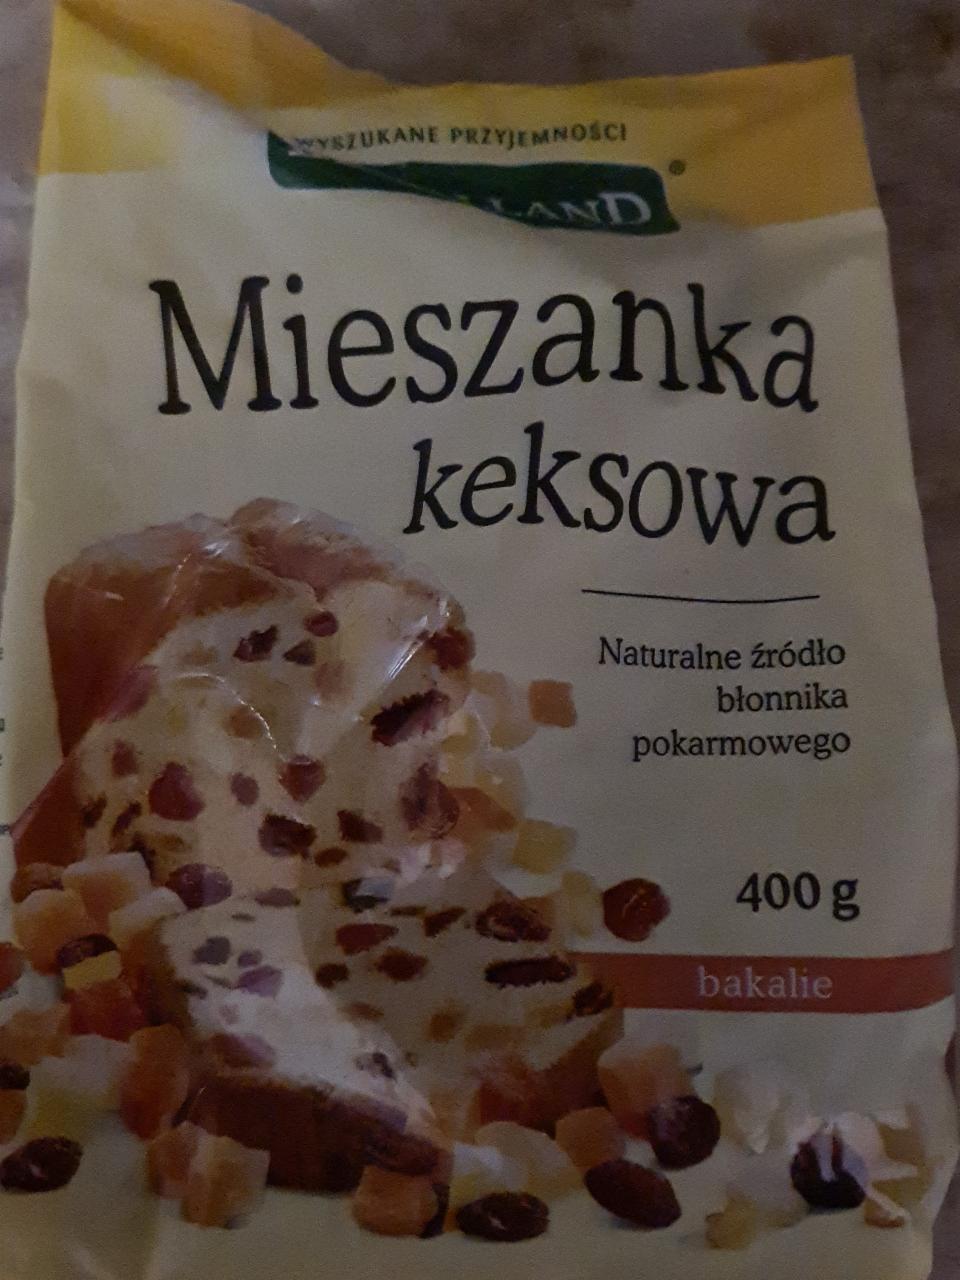 WYSZUKANE PRZYJEMNOŚCI
®
Mieszanka
keksowa
Naturalne źródło
błonnika
pokarmowego
400 g
bakalie